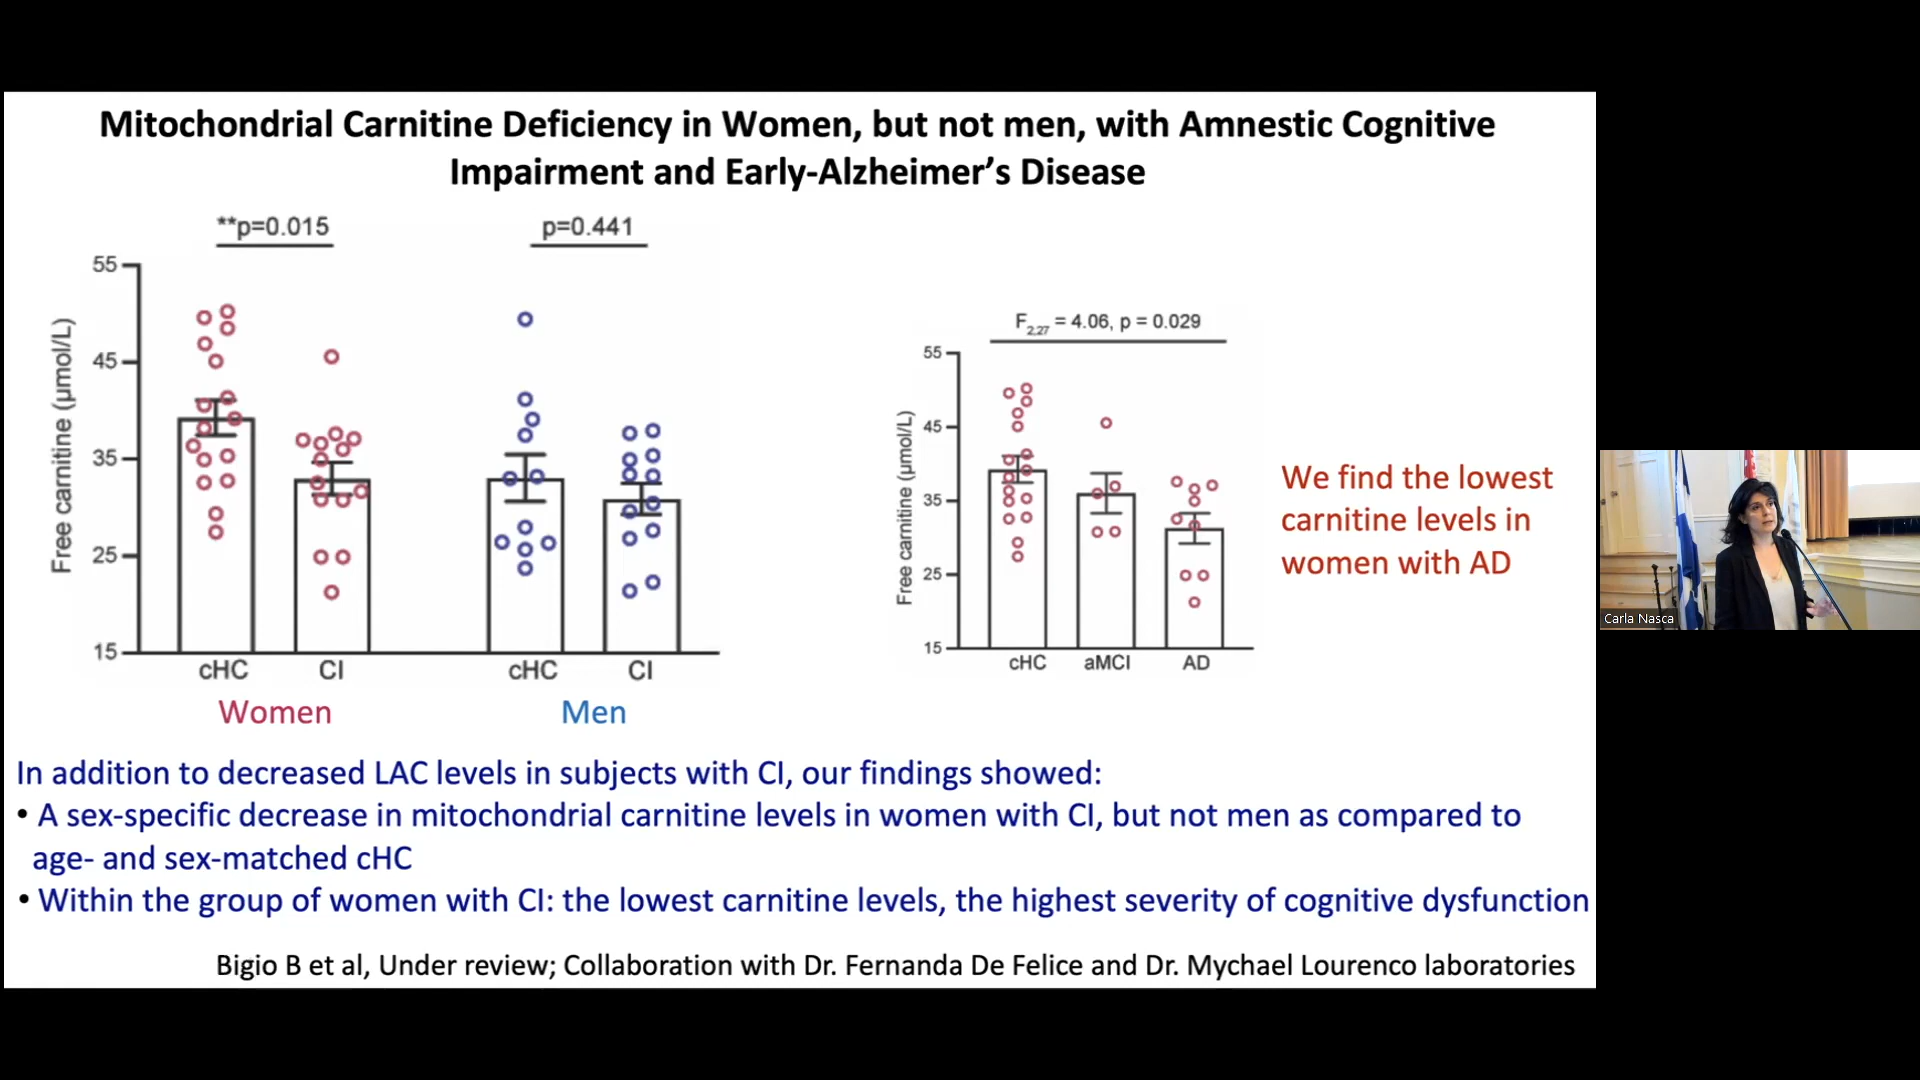 Mitochondrial Carnitine Deficiency in Women, but not men, with Amnestic Cognitive
Impairment and Early-Alzheimer’s Disease
**p=0.015
p=0.441
Free carnitine (µmol/L)
55
45
35
25
15
cHC
CI
cHC
CI
Women
Men
F2,27 = 4.06, p = 0.029
Free carnitine (µmol/L)
55
45
35
25
15
cHC
aMCI
AD
We find the lowest
carnitine levels in
women with AD
Carla Nasca
In addition to decreased LAC levels in subjects with CI, our findings showed:
• A sex-specific decrease in mitochondrial carnitine levels in women with CI, but not men as compared to
age- and sex-matched cHC
• Within the group of women with CI: the lowest carnitine levels, the highest severity of cognitive dysfunction
Bigio B et al, Under review; Collaboration with Dr. Fernanda De Felice and Dr. Mychael Lourenco laboratories